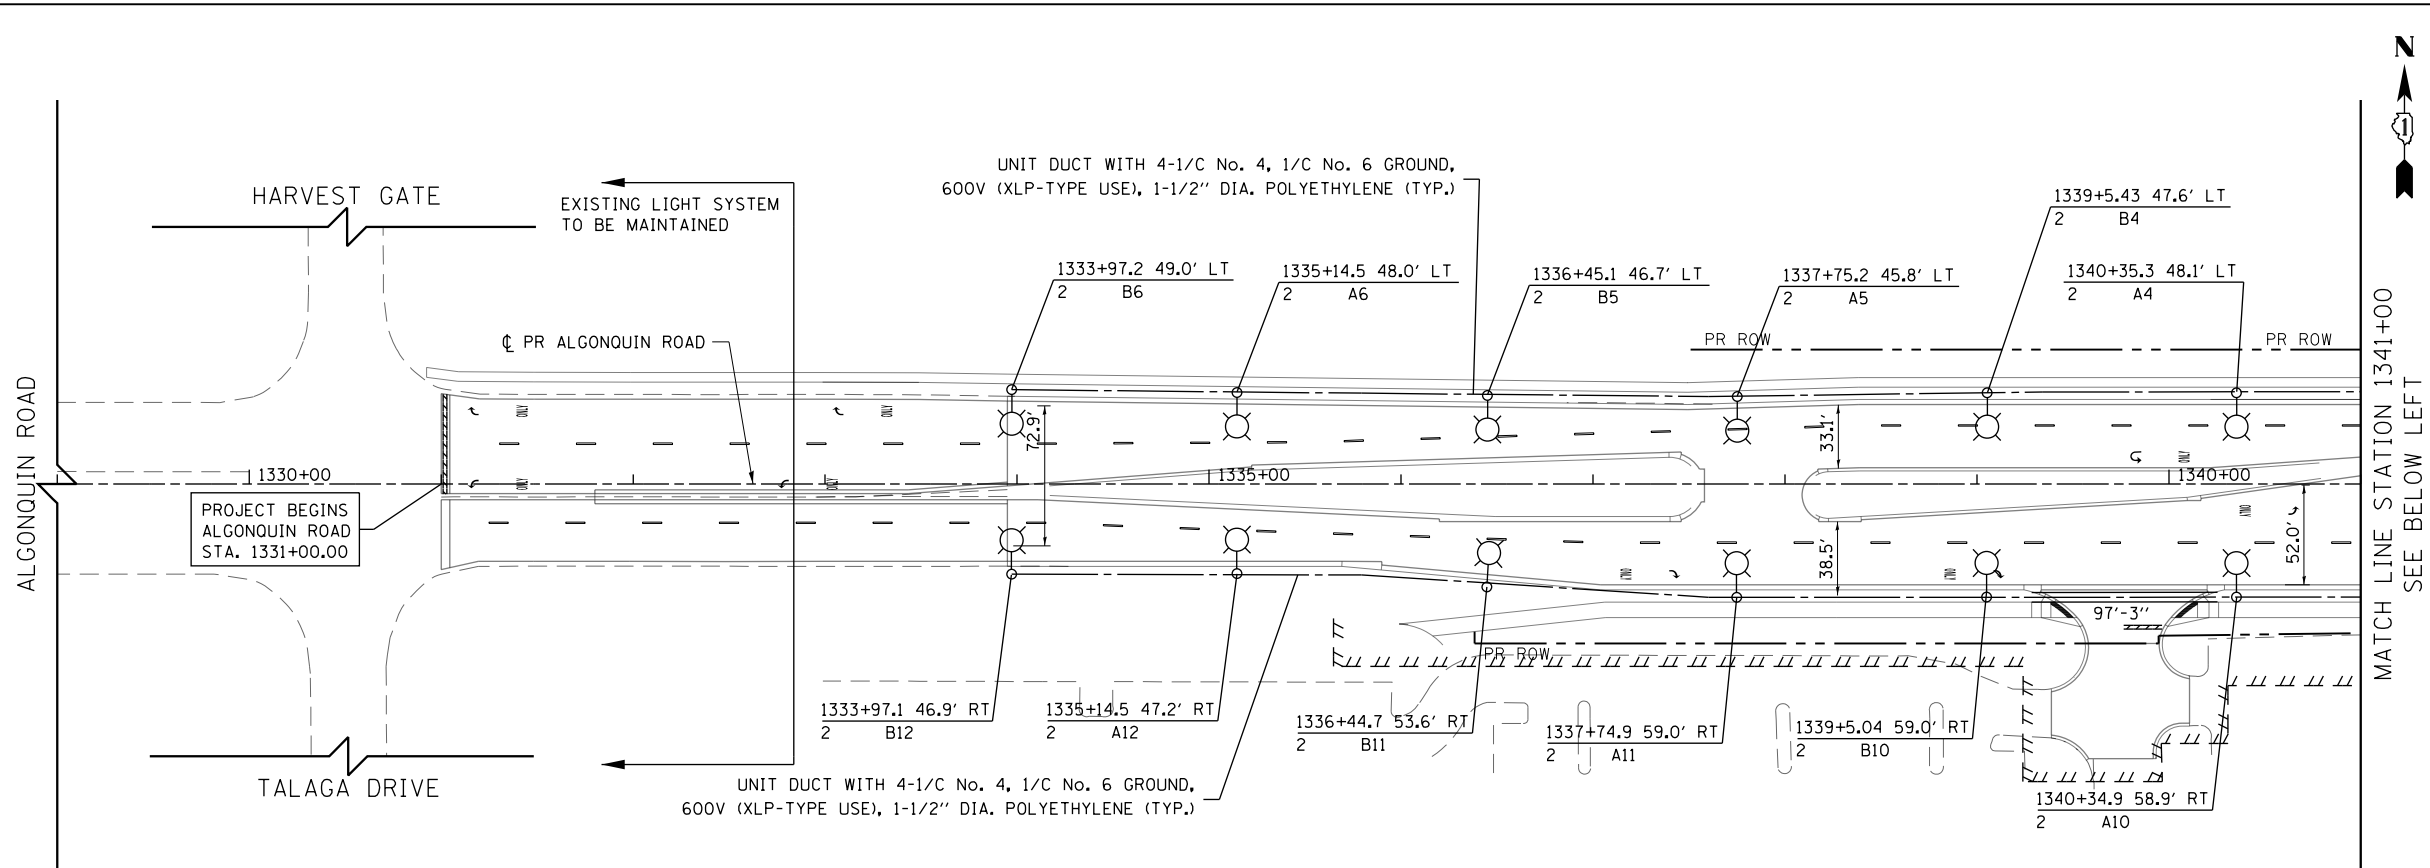 N
1
UNIT DUCT WITH 4-1/C No. 4, 1/C No. 6 GROUND,
600V (XLP-TYPE USE), 1-1/2'' DIA. POLYETHYLENE (TYP.)
HARVEST GATE
EXISTING LIGHT SYSTEM
TO BE MAINTAINED
1339+5.43 47.6' LT
2 B4
1333+97.2 49.0' LT
2 B6
1335+14.5 48.0' LT
2 A6
1336+45.1 46.7' LT
2 B5
1337+75.2 45.8' LT
2 A5
1340+35.3 48.1' LT
2 A4
℄ PR ALGONQUIN ROAD
PR ROW
PR ROW
ONLY
ONLY
72.9'
33.1'
1330+00
1335+00
1340+00
ONLY
ONLY
ONLY
PROJECT BEGINS
ALGONQUIN ROAD
STA. 1331+00.00
ALGONQUIN ROAD
MATCH LINE STATION 1341+00
SEE BELOW LEFT
38.5'
52.0'
ONLY
ONLY
ONLY
97'-3''
PR ROW
1333+97.1 46.9' RT
2 B12
1335+14.5 47.2' RT
2 A12
1336+44.7 53.6' RT
2 B11
1337+74.9 59.0' RT
2 A11
1339+5.04 59.0' RT
2 B10
1340+34.9 58.9' RT
2 A10
TALAGA DRIVE
UNIT DUCT WITH 4-1/C No. 4, 1/C No. 6 GROUND,
600V (XLP-TYPE USE), 1-1/2'' DIA. POLYETHYLENE (TYP.)